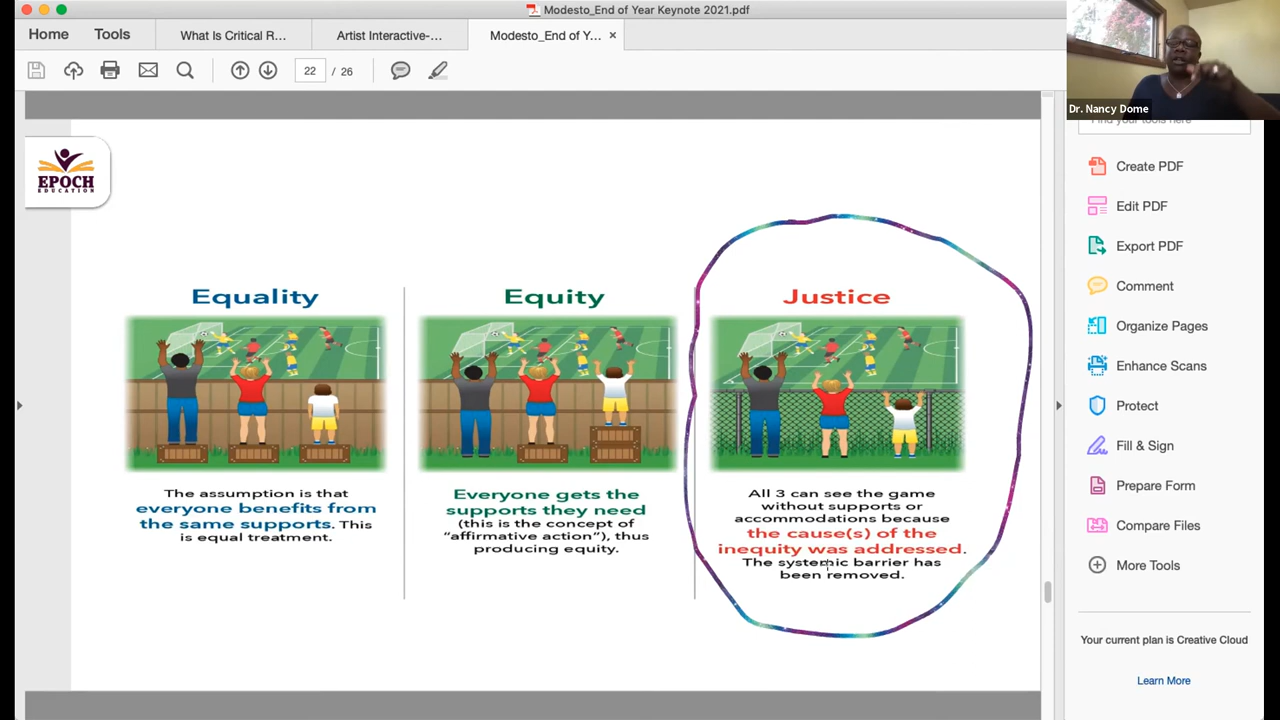 Modesto_End of Year Keynote 2021.pdf
Home
Tools
What Is Critical R...
Artist Interactive-...
Modesto_End of Y...
22 / 26
Dr. Nancy Dome
Find your tools here
EPOCH
EDUCATION
Equality
The assumption is that
everyone benefits from
the same supports. This
is equal treatment.
Equity
Everyone gets the
supports they need
(this is the concept of
“affirmative action”), thus
producing equity.
Justice
All 3 can see the game
without supports or
accommodations because
the cause(s) of the
inequity was addressed.
The systemic barrier has
been removed.
Create PDF
Edit PDF
Export PDF
Comment
Organize Pages
Enhance Scans
Protect
Fill & Sign
Prepare Form
Compare Files
More Tools
Your current plan is Creative Cloud
Learn More